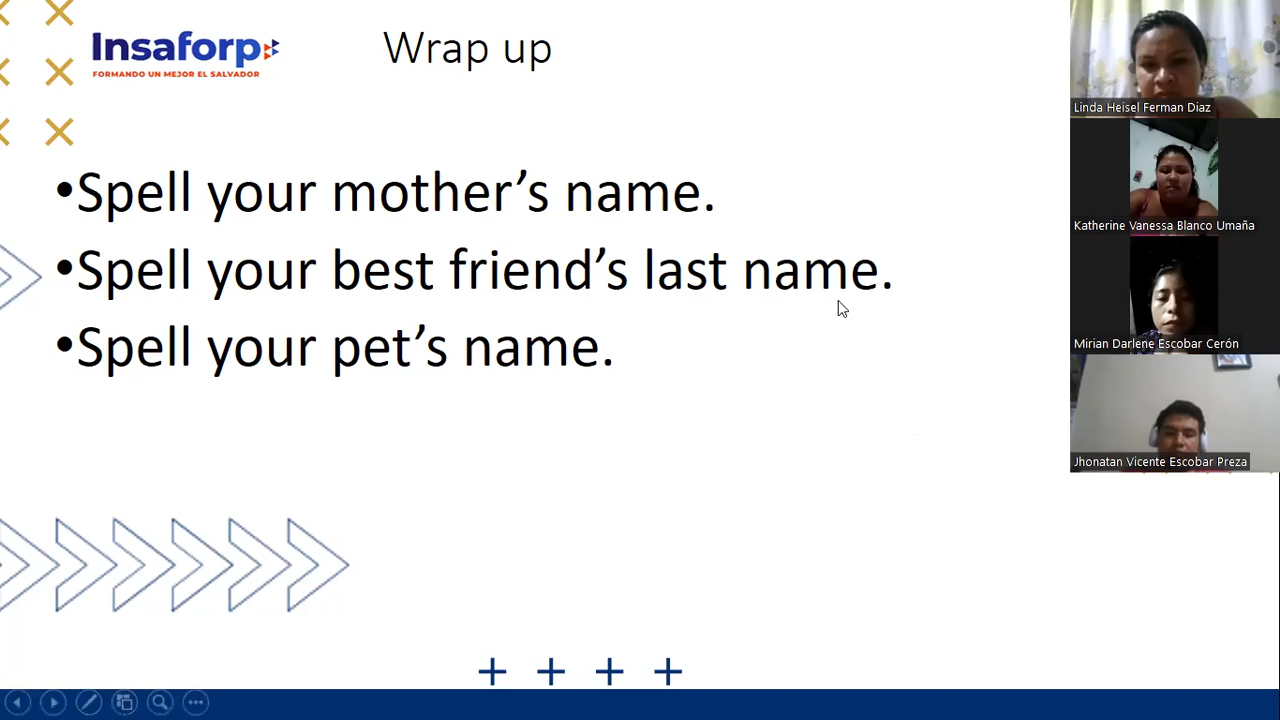 Insaforp
FORMANDO UN MEJOR EL SALVADOR
Wrap up
•Spell your mother’s name.
•Spell your best friend’s last name.
•Spell your pet’s name.
Linda Heisel Ferman Diaz
Katherine Vanessa Blanco Umaña
Mirian Darlene Escobar Cerón
Jhonatan Vicente Escobar Preza